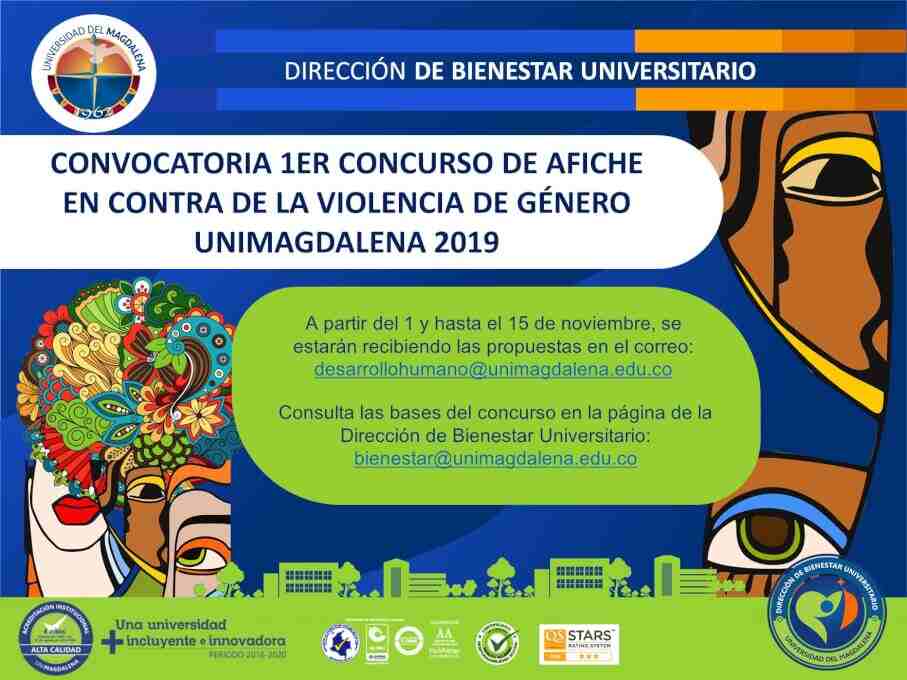 UNIVERSIDAD DEL MAGDALENA
1962
DIRECCIÓN DE BIENESTAR UNIVERSITARIO
CONVOCATORIA 1ER CONCURSO DE AFICHE
EN CONTRA DE LA VIOLENCIA DE GÉNERO
UNIMAGDALENA 2019
A partir del 1 y hasta el 15 de noviembre, se
estarán recibiendo las propuestas en el correo:
desarrollohumano@unimagdalena.edu.co
Consulta las bases del concurso en la página de la
Dirección de Bienestar Universitario:
bienestar@unimagdalena.edu.co
ACREDITACIÓN INSTITUCIONAL
ALTA CALIDAD
UNIMAGDALENA
Una universidad
+incluyente e innovadora
PERIODO 2016-2020
AA
QS STARS
RATING SYSTEM
DIRECCIÓN DE BIENESTAR UNIVERSITARIO
UNIVERSIDAD DEL MAGDALENA